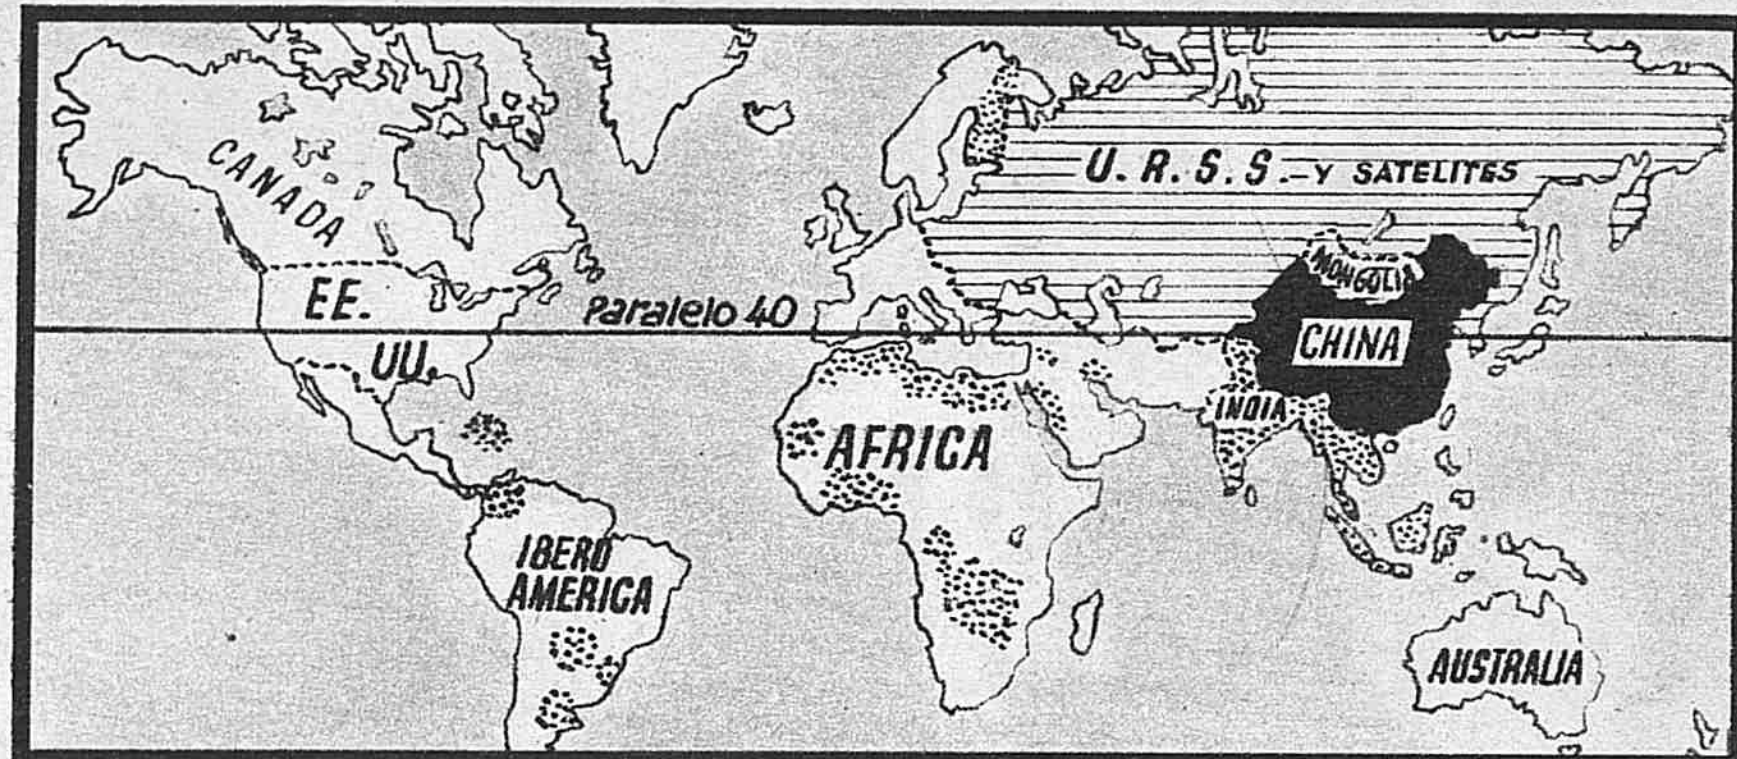 CANADA
U.R.S.S.-Y SATELITES
MONGOLIA
EE.
Paralelo 40
CHINA
UU.
INDIA
AFRICA
IBERO
AMERICA
AUSTRALIA